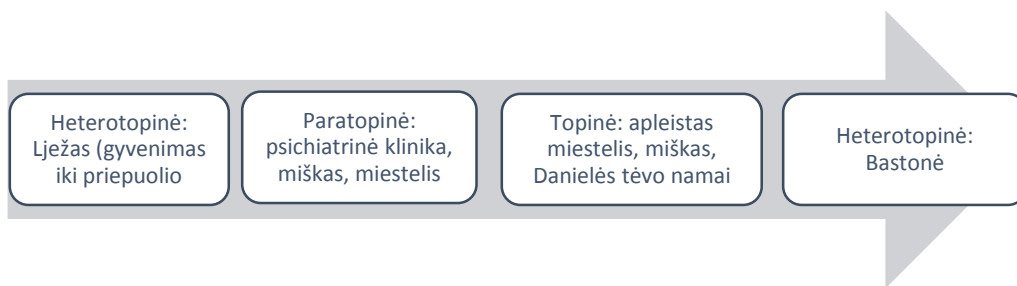 Heterotopinė:
Lježas (gyvenimas
iki priepuolio
Paratopinė:
psichiatrinė klinika,
miškas, miestelis
Topinė: apleistas
miestelis, miškas,
Danielės tėvo namai
Heterotopinė:
Bastonė